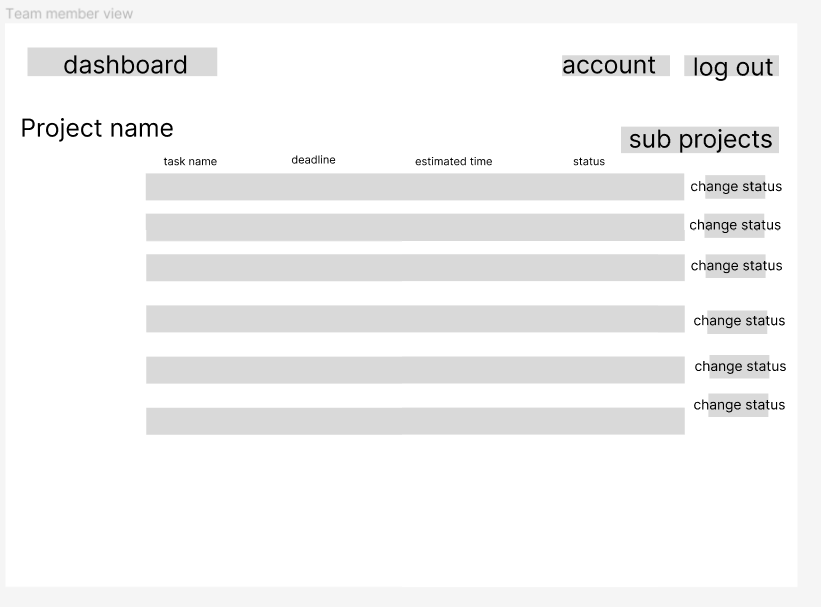 Team member view
dashboard
account
log out
Project name
sub projects
task name
deadline
estimated time
status
change status
change status
change status
change status
change status
change status